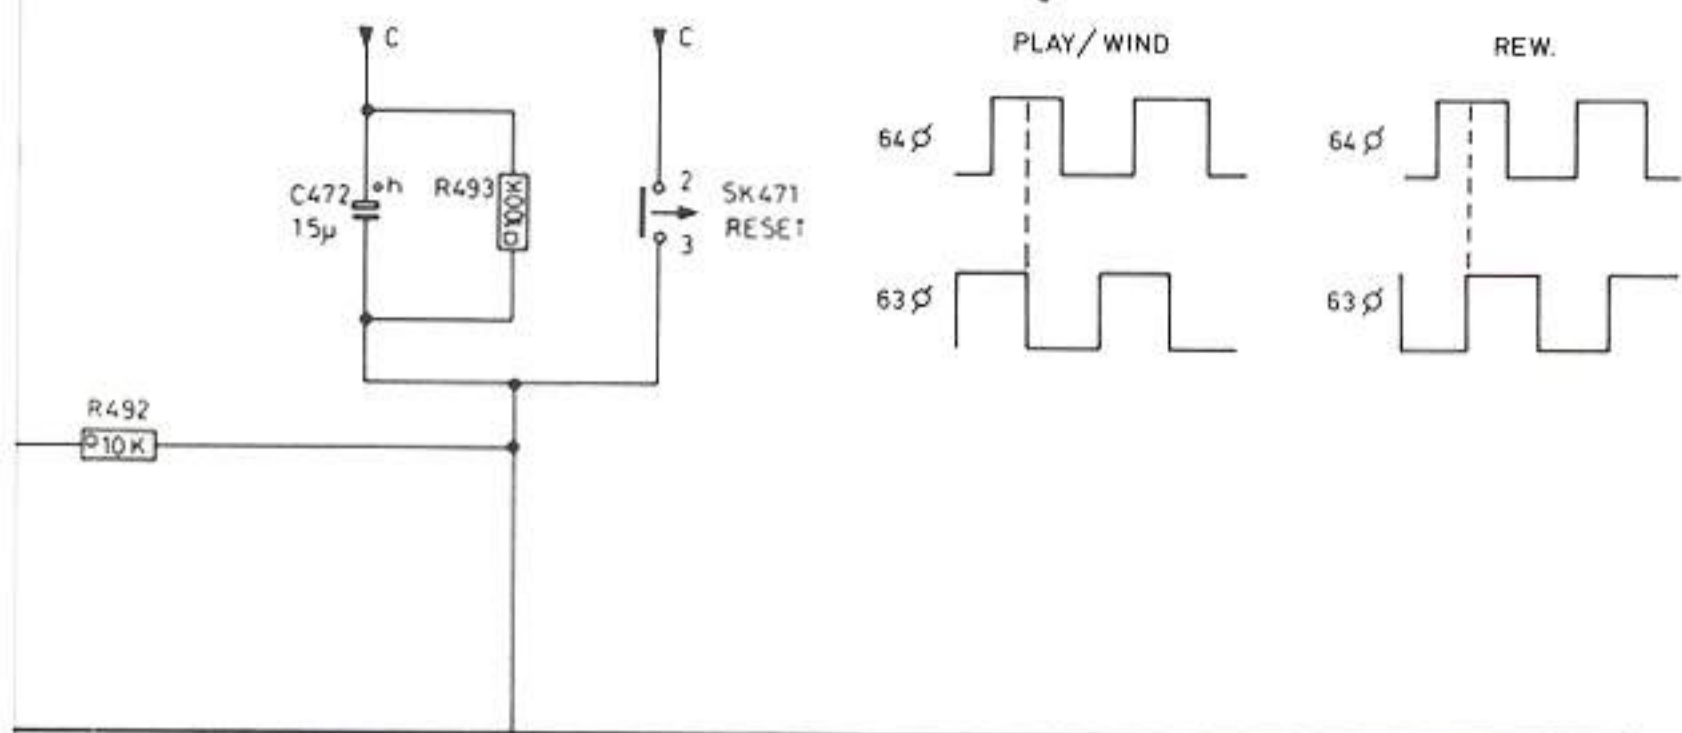 C
C
PLAY/WIND
REW.
64 ϕ
64 ϕ
C472
h
15μ
R493
100K
2
SK471
RESET
3
63 ϕ
63 ϕ
R492
10K